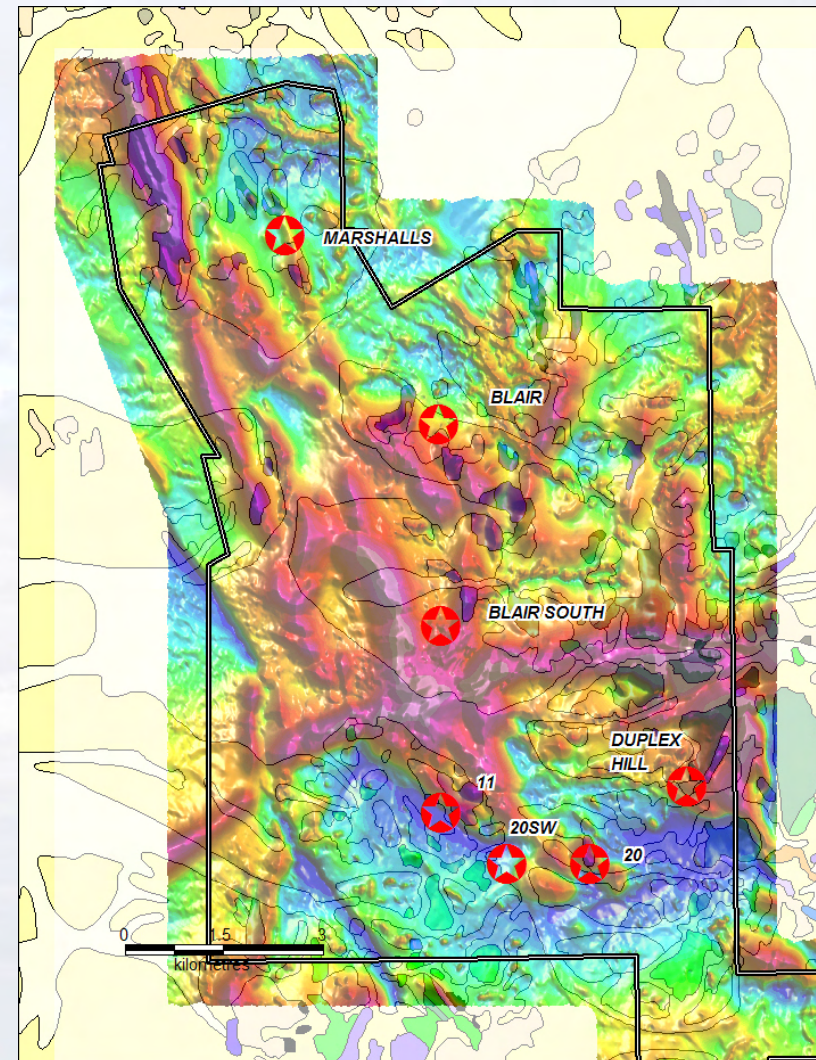 MARSHALLS
BLAIR
BLAIR SOUTH
DUPLEX
HILL
11
20SW
20
0 1.5 3
kilometres